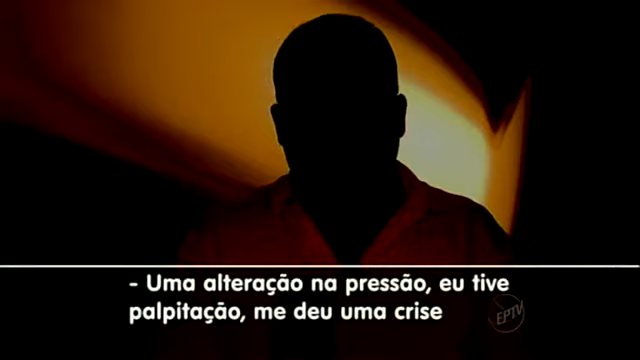 - Uma alteração na pressão, eu tive
palpitação, me deu uma crise
EPTV